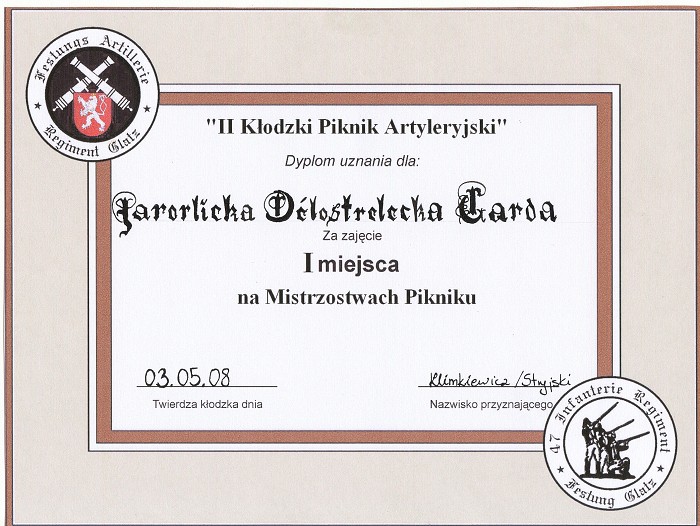 Festungs Artillerie
Regiment Glatz
"II Kłodzki Piknik Artyleryjski"
Dyplom uznania dla:
Jarorlicka Dělostrelecka Garda
Za zajęcie
I miejsca
na Mistrzostwach Pikniku
03.05.08 Klimkiewicz/Stryjski
Twierdza kłodzka dnia Nazwisko przyznającego
47 Infanterie Regiment
Festung Glatz